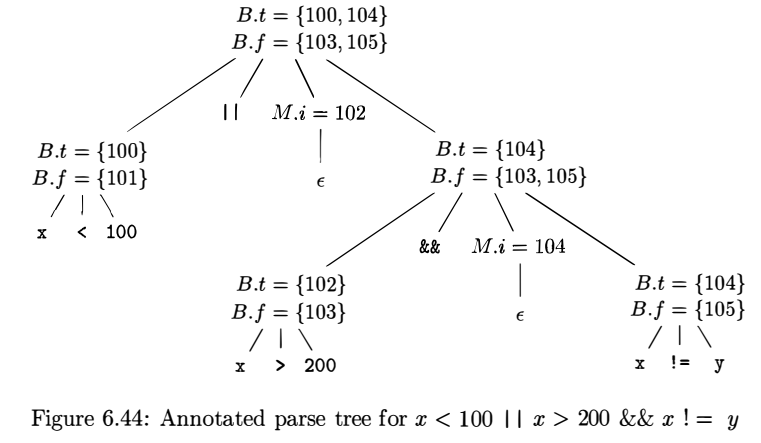 B.t = {100, 104}
B.f = {103, 105}
|| M.i = 102
B.t = {100}
B.f = {101}
ϵ
B.t = {104}
B.f = {103, 105}
x < 100
&& M.i = 104
B.t = {102}
B.f = {103}
ϵ
B.t = {104}
B.f = {105}
x > 200
x != y
Figure 6.44: Annotated parse tree for x < 100 || x > 200 && x != y